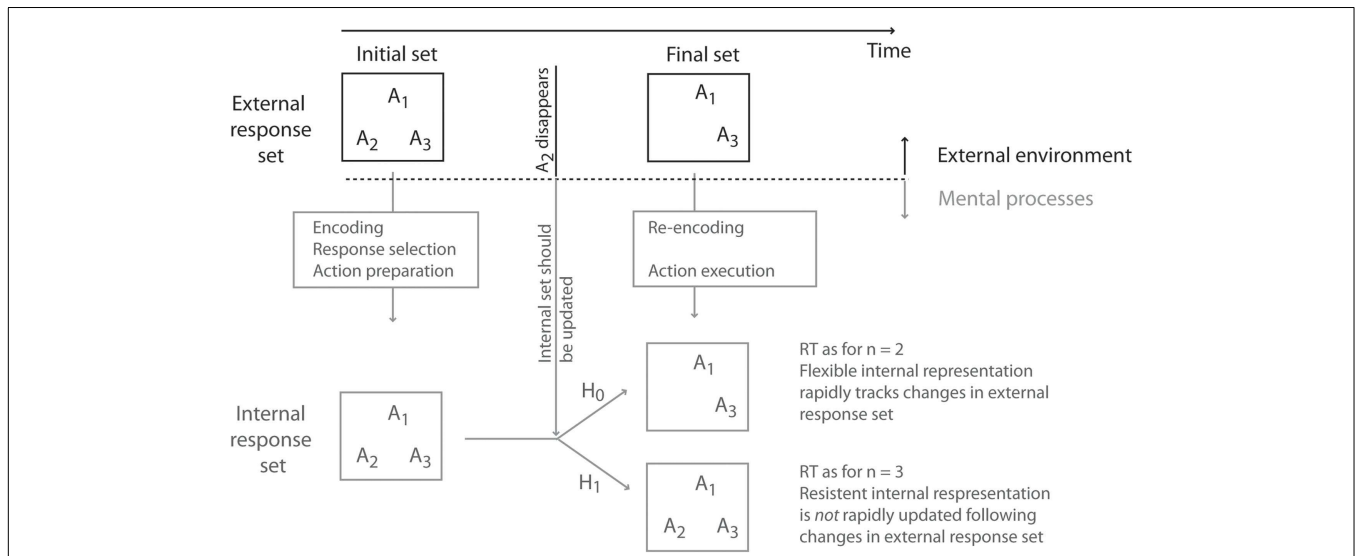 Time
Initial set
Final set
External
response
set
A1
A2 A3
A2 disappears
A1
A3
External environment
Mental processes
Encoding
Response selection
Action preparation
Internal set should
be updated
Re-encoding
Action execution
Internal
response
set
A1
A2 A3
H0
H1
A1
A3
RT as for n = 2
Flexible internal representation
rapidly tracks changes in external
response set
A1
A2 A3
RT as for n = 3
Resistent internal respresentation
is not rapidly updated following
changes in external response set